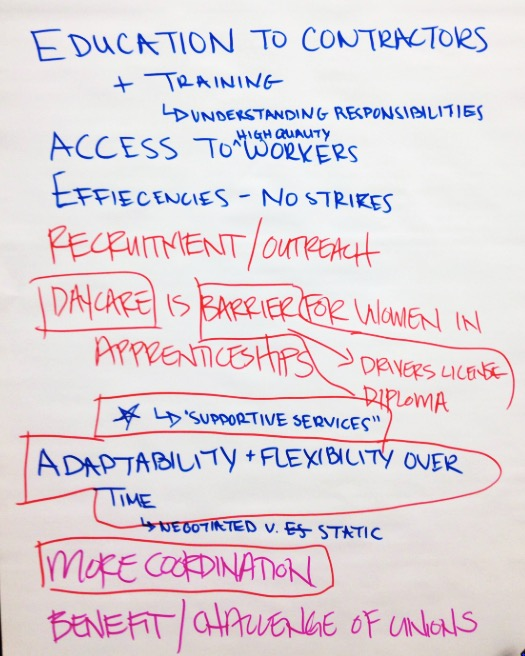 EDUCATION TO CONTRACTORS
+ TRAINING
↳ UNDERSTANDING RESPONSIBILITIES
ACCESS TO ^HIGH QUALITY WORKERS
EFFIECENCIES - NO STRIKES
RECRUITMENT/OUTREACH
DAYCARE IS BARRIER FOR WOMEN IN
APPRENTICESHIPS → DRIVERS LICENSE
DIPLOMA
☆ ↳ "SUPPORTIVE SERVICES"
ADAPTABILITY + FLEXIBILITY OVER
TIME
↳ NEGOTIATED V. STATIC
MORE COORDINATION
BENEFIT/CHALLENGE OF UNIONS